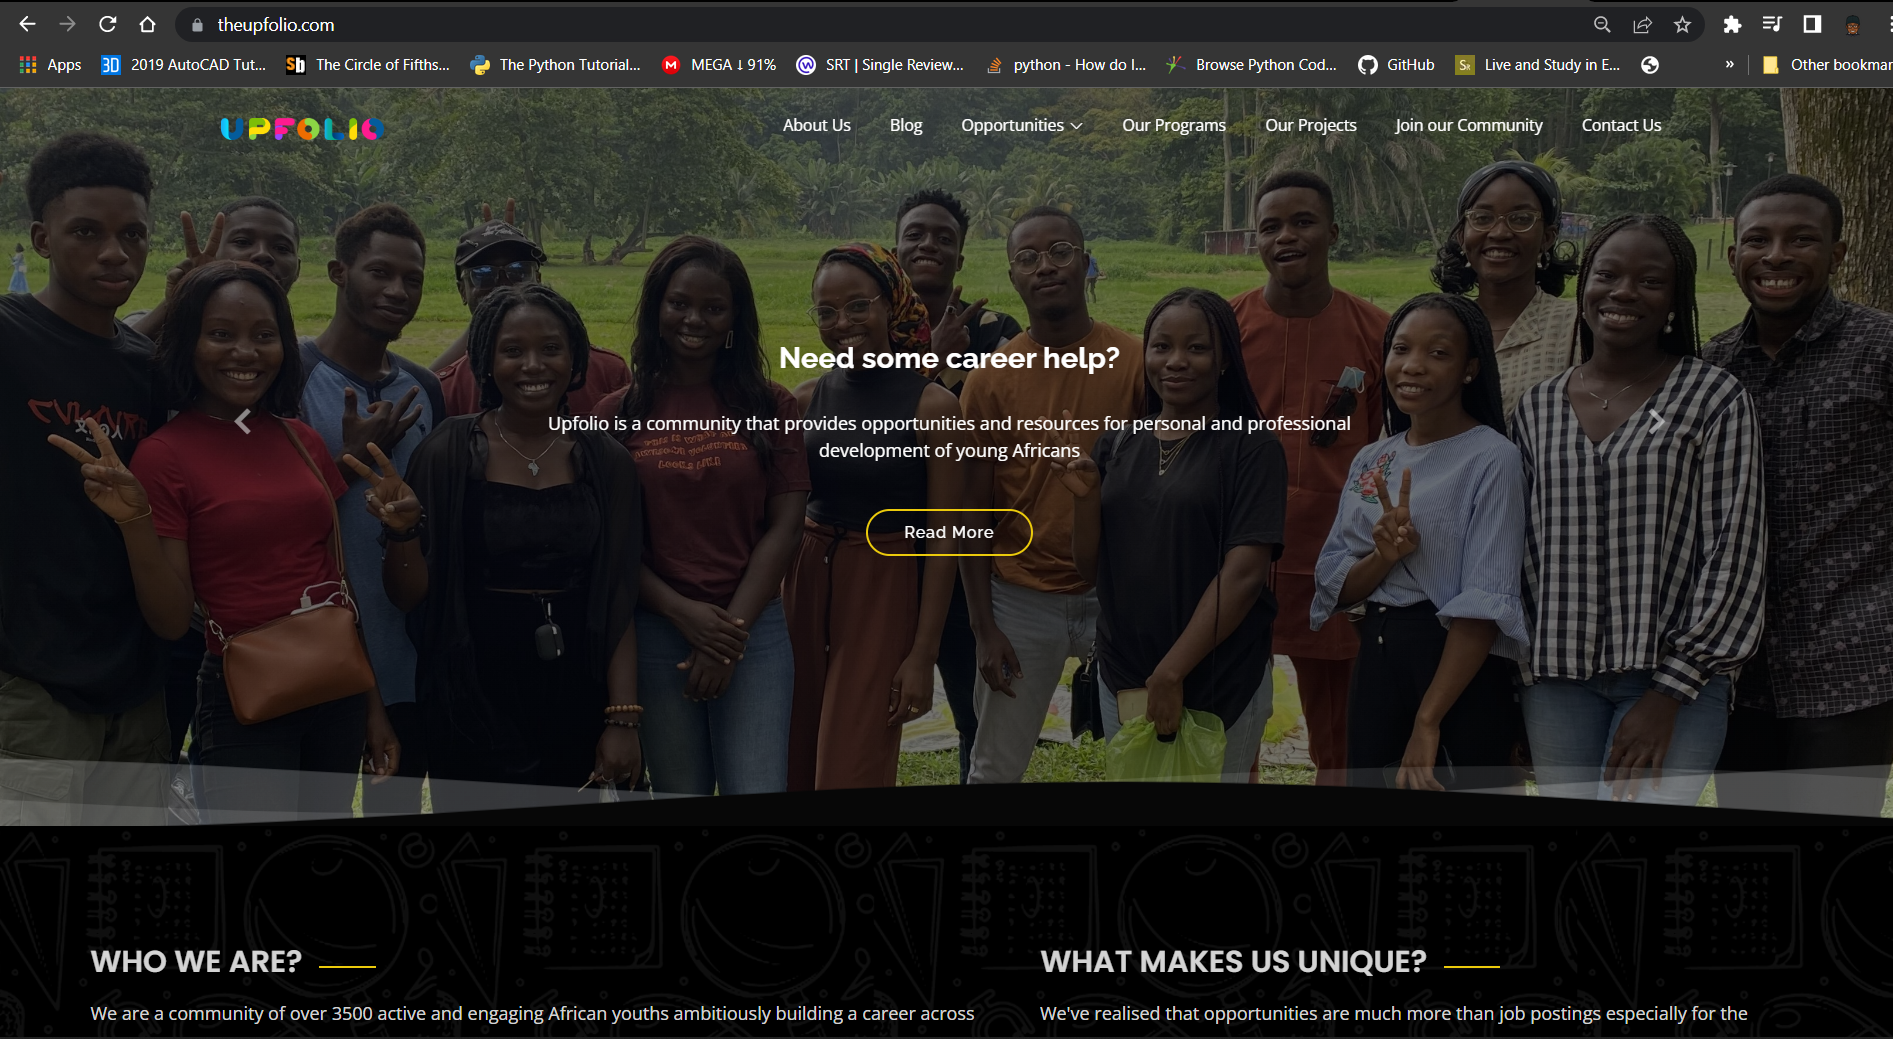 theupfolio.com
Apps 2019 AutoCAD Tut... The Circle of Fifths... The Python Tutorial... MEGA ⭣ 91% SRT | Single Review... python - How do I... Browse Python Cod... GitHub Live and Study in E... » Other bookmar
UPFOLIO
About Us Blog Opportunities Our Programs Our Projects Join our Community Contact Us
Need some career help?
Upfolio is a community that provides opportunities and resources for personal and professional
development of young Africans
Read More
WHO WE ARE?
We are a community of over 3500 active and engaging African youths ambitiously building a career across
WHAT MAKES US UNIQUE?
We've realised that opportunities are much more than job postings especially for the